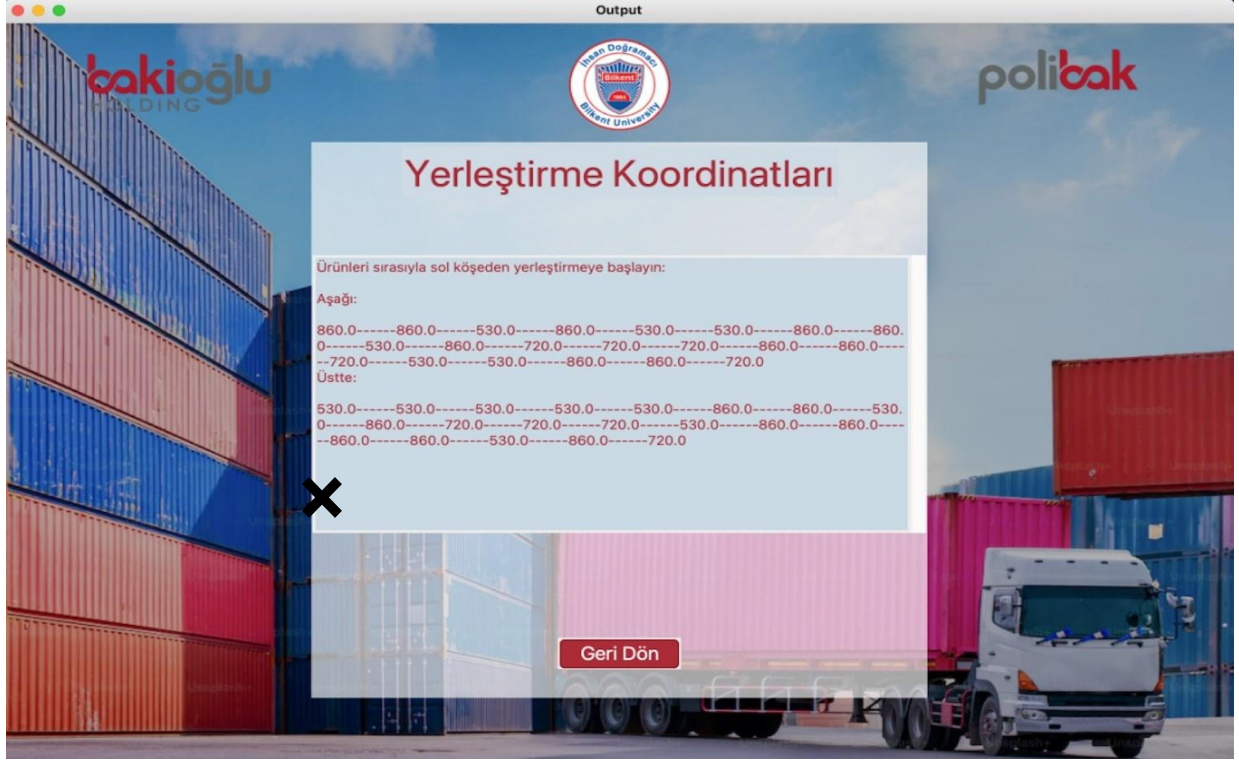 Output
bakioğlu
HOLDING
İhsan Doğramacı
Bilkent
Bilkent University
polibak
Yerleştirme Koordinatları
Ürünleri sırasıyla sol köşeden yerleştirmeye başlayın:
Aşağı:
860.0------860.0------530.0------860.0------530.0------530.0------860.0------860.
0------530.0------860.0------720.0------720.0------720.0------860.0------860.0----
--720.0------530.0------530.0------860.0------860.0------720.0
Üstte:
530.0------530.0------530.0------530.0------530.0------860.0------860.0------530.
0------860.0------720.0------720.0------720.0------530.0------860.0------860.0----
--860.0------860.0------530.0------860.0------720.0
Geri Dön